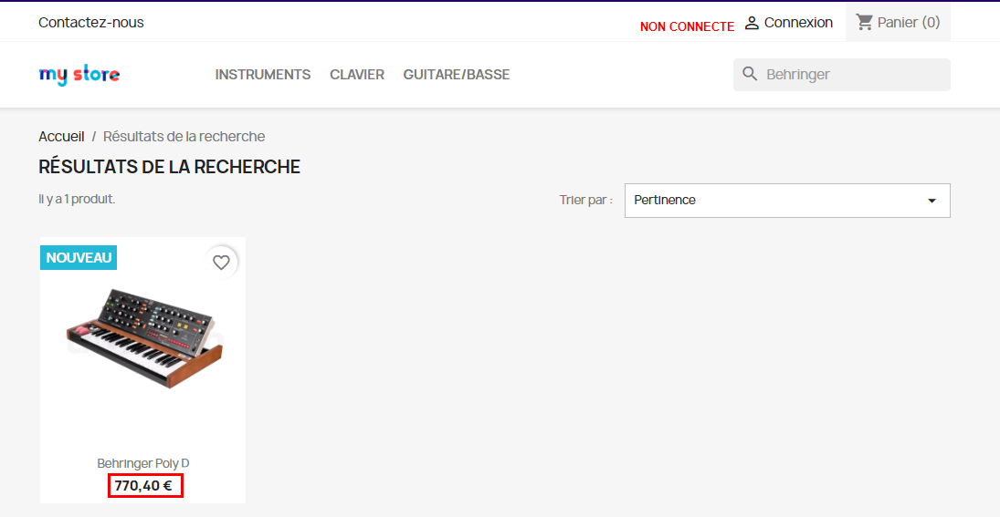 Contactez-nous
NON CONNECTE
Connexion
Panier (0)
my store
INSTRUMENTS
CLAVIER
GUITARE/BASSE
Behringer
Accueil / Résultats de la recherche
RÉSULTATS DE LA RECHERCHE
Il y a 1 produit.
Trier par :
Pertinence
NOUVEAU
Behringer Poly D
770,40 €